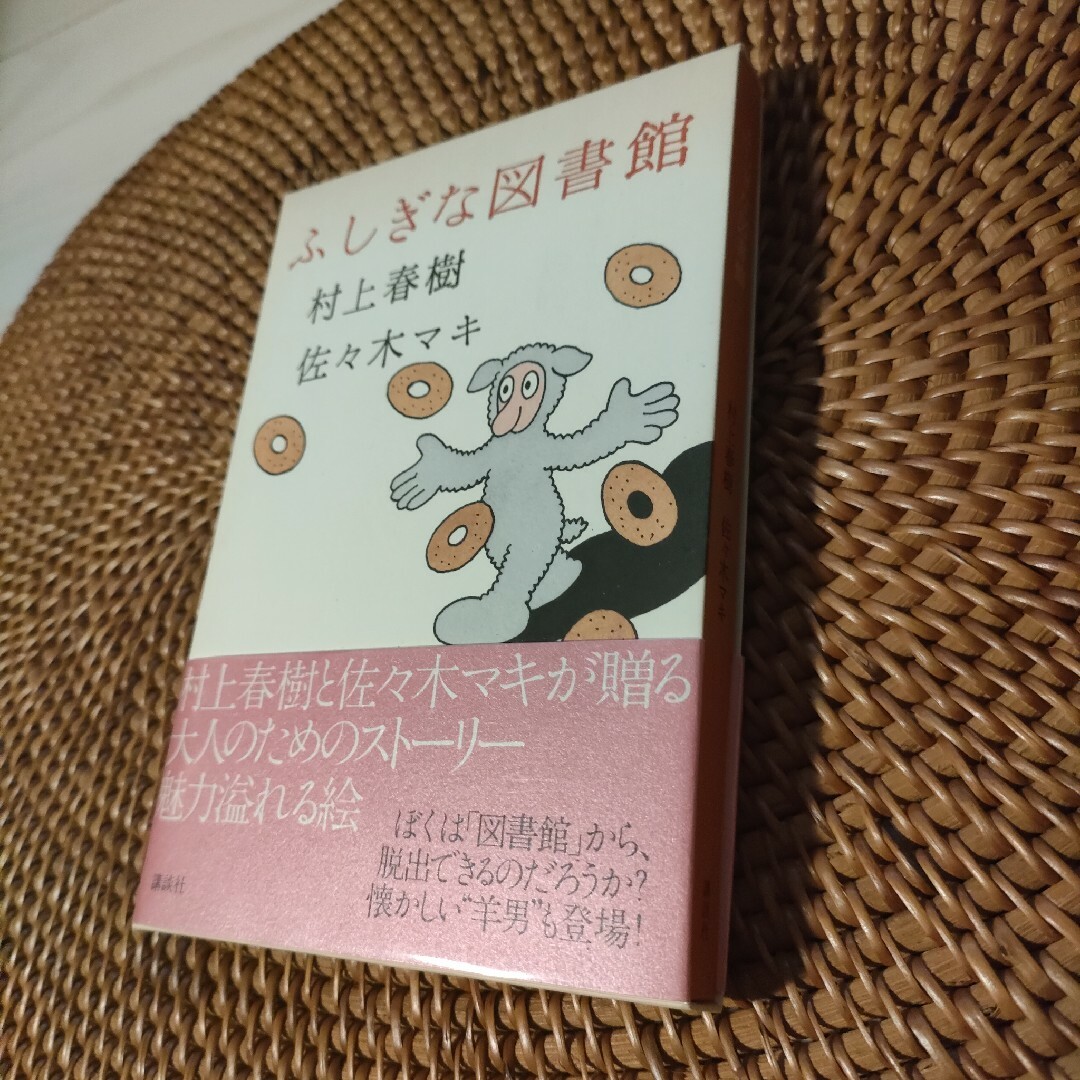 ふしぎな図書館
村上春樹
佐々木マキ
村上春樹と佐々木マキが贈る
大人のためのストーリー
魅力溢れる絵
ぼくは「図書館」から、
脱出できるのだろうか?
懐かしい“羊男”も登場!
講談社